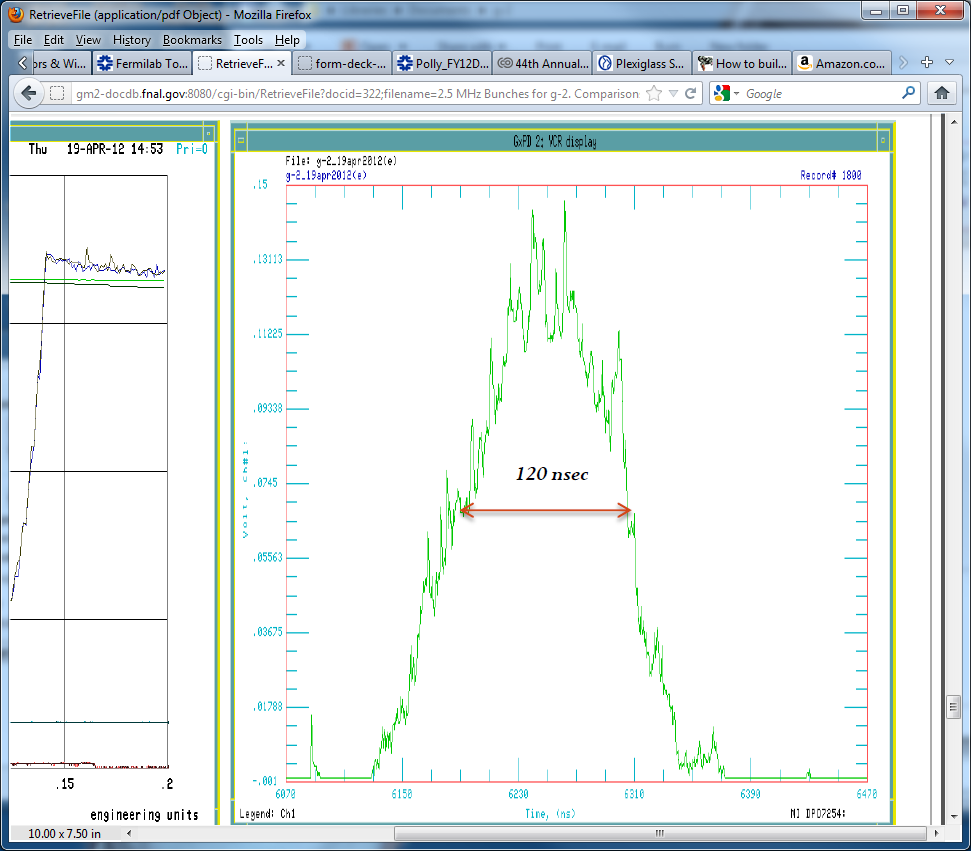 RetrieveFile (application/pdf Object) - Mozilla Firefox
File Edit View History Bookmarks Tools Help
ors & Wi... Fermilab To... RetrieveF... form-deck-... Polly_FY12D... 44th Annual... Plexiglass S... How to buil... Amazon.co...
gm2-docdb.fnal.gov:8080/cgi-bin/RetrieveFile?docid=322;filename=2.5 MHz Bunches for g-2. Comparison
Google
Thu 19-APR-12 14:53 Pri=0
.15 .2
engineering units
GxPD 2: VCR display
File: g-2_19apr2012(e)
g-2_19apr2012(e) Record# 1800
.15
.13113
.11225
.09338
.0745
.05563
.03675
.01788
-.001
Volt, Ch#1:
120 nsec
6070 6150 6230 6310 6390 6470
Legend: Ch1 Time, (ns) MI DPO7254:
10.00 x 7.50 in